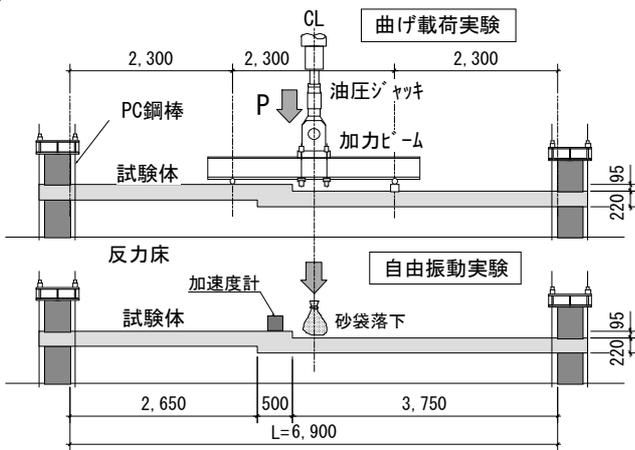 CL
曲げ載荷実験
2,300
2,300
2,300
油圧ｼﾞｬｯｷ
P
PC鋼棒
加力ﾋﾞｰﾑ
試験体
95
220
反力床
自由振動実験
加速度計
試験体
砂袋落下
95
220
2,650
500
3,750
L=6,900